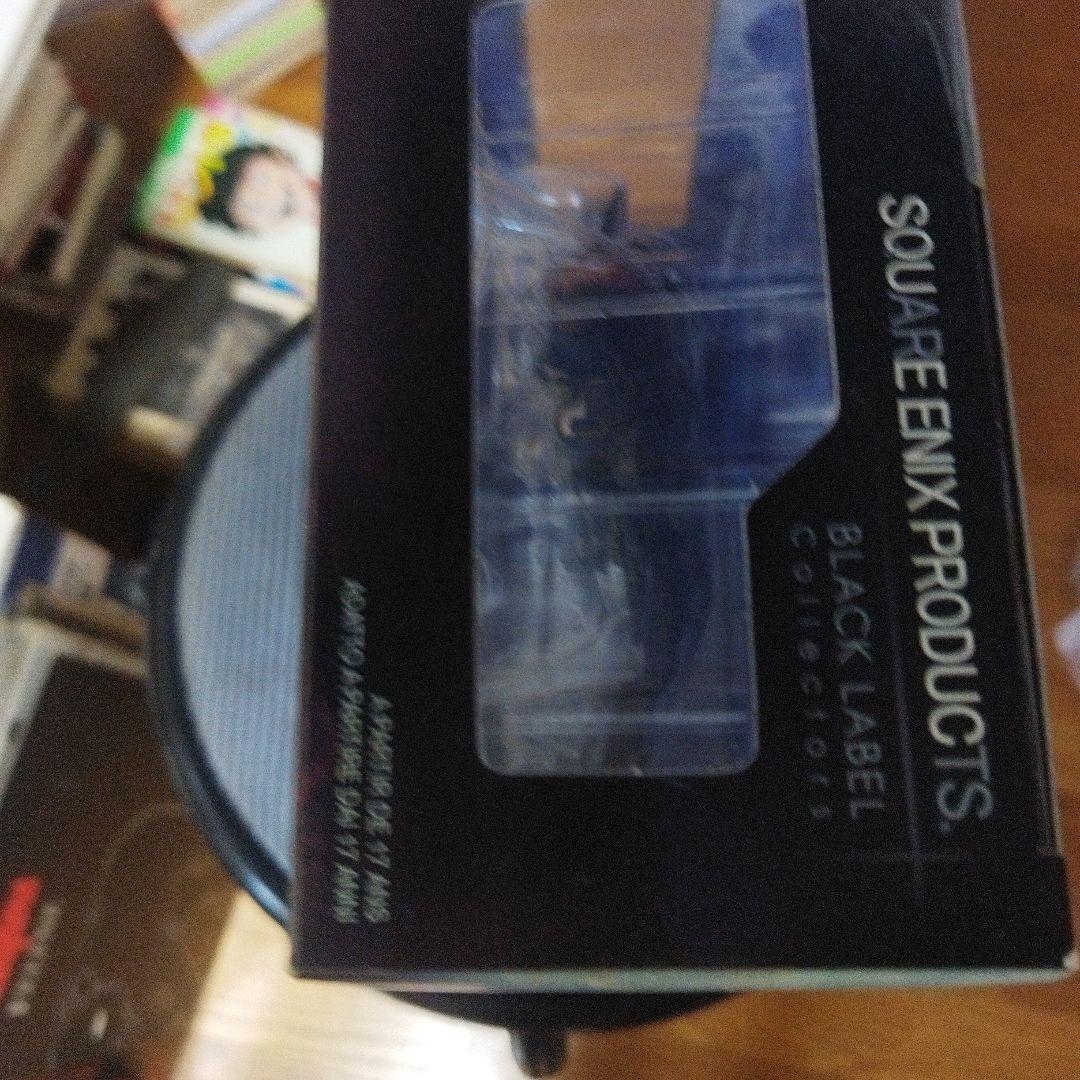 SQUARE ENIX PRODUCTS.
BLACK LABEL
Collectors
A PARTIR DE 17 ANS
ADATTO A PARTIRE DAI 17 ANNI